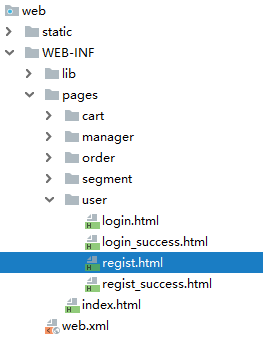 web
static
WEB-INF
lib
pages
cart
manager
order
segment
user
login.html
login_success.html
regist.html
regist_success.html
index.html
web.xml